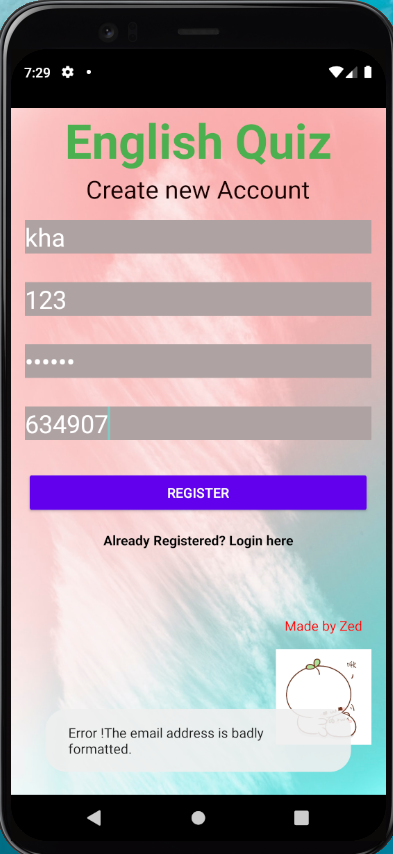 7:29
English Quiz
Create new Account
kha
123
••••••
634907
REGISTER
Already Registered? Login here
Made by Zed
Error !The email address is badly
formatted.